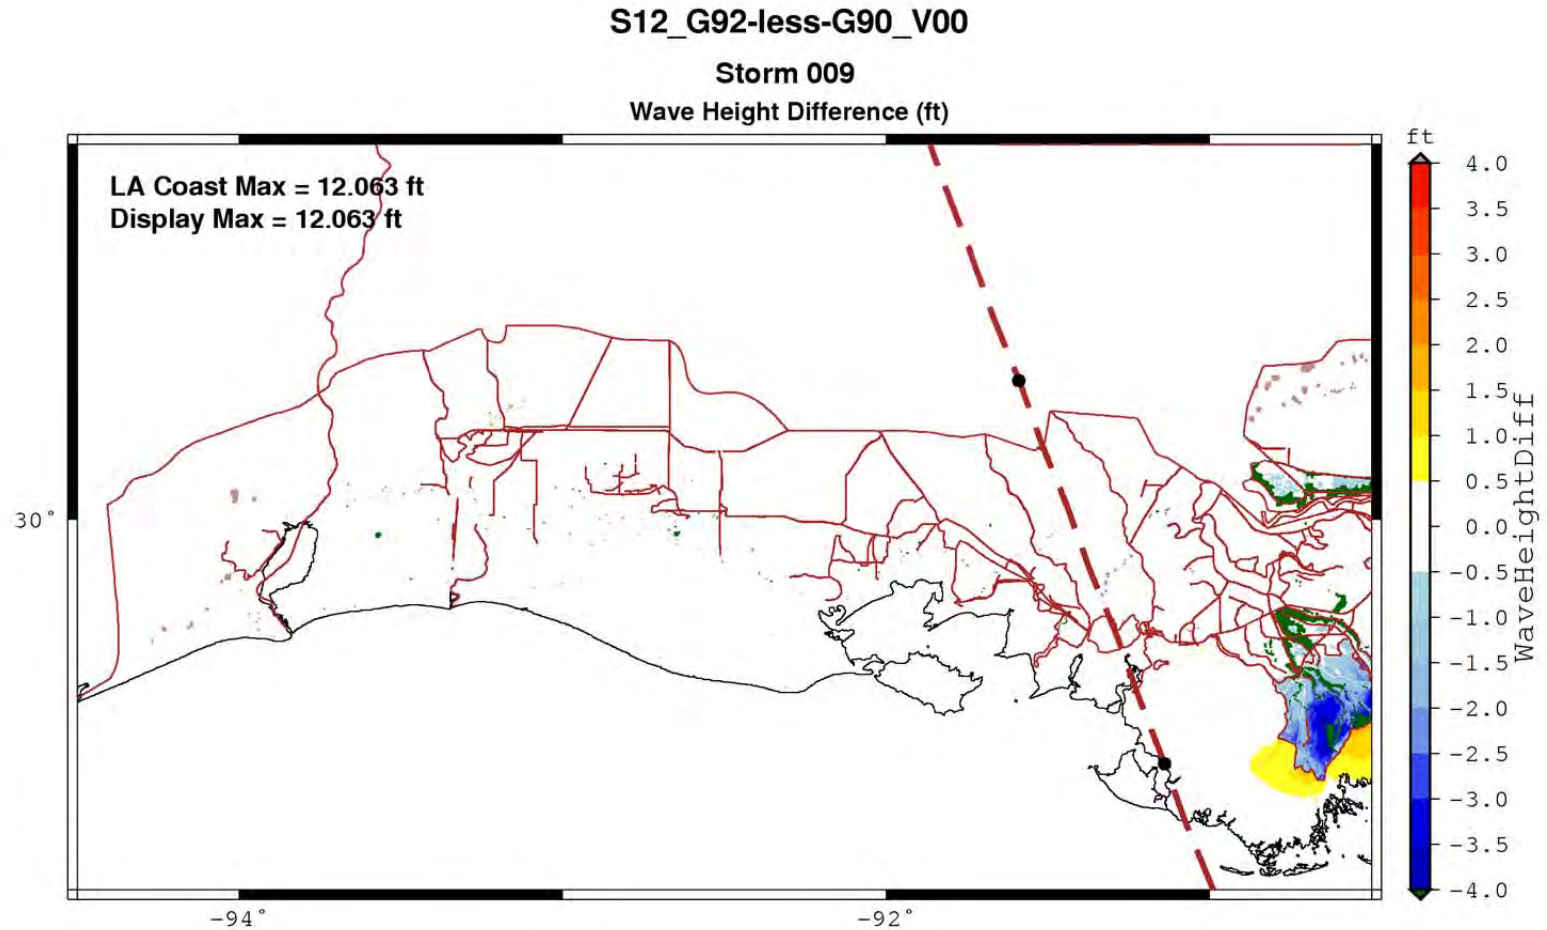 S12_G92-less-G90_V00
Storm 009
Wave Height Difference (ft)
LA Coast Max = 12.063 ft
Display Max = 12.063 ft
ft
4.0
3.5
3.0
2.5
2.0
1.5
1.0
0.5
0.0
-0.5
-1.0
-1.5
-2.0
-2.5
-3.0
-3.5
-4.0
WaveHeightDiff
30°
-94°
-92°